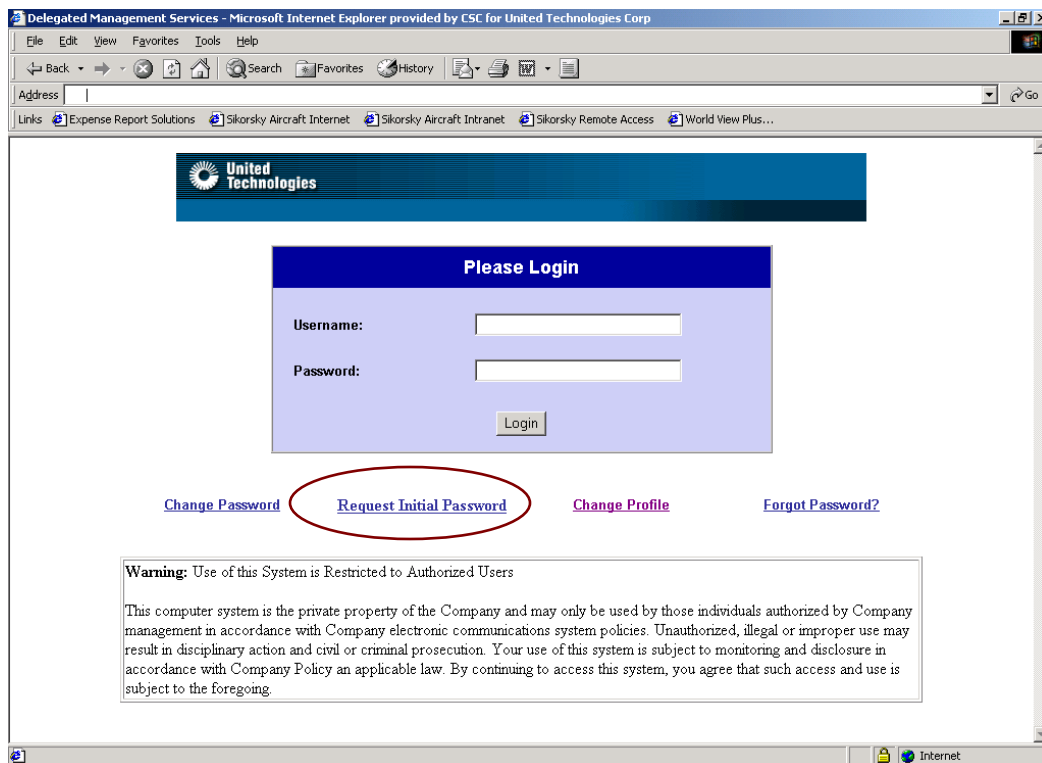 Delegated Management Services - Microsoft Internet Explorer provided by CSC for United Technologies Corp
File Edit View Favorites Tools Help
Back Search Favorites History
Address Go
Links Expense Report Solutions Sikorsky Aircraft Internet Sikorsky Aircraft Intranet Sikorsky Remote Access World View Plus...
United
Technologies
Please Login
Username:
Password:
Login
Change Password Request Initial Password Change Profile Forgot Password?
Warning: Use of this System is Restricted to Authorized Users
This computer system is the private property of the Company and may only be used by those individuals authorized by Company
management in accordance with Company electronic communications system policies. Unauthorized, illegal or improper use may
result in disciplinary action and civil or criminal prosecution. Your use of this system is subject to monitoring and disclosure in
accordance with Company Policy an applicable law. By continuing to access this system, you agree that such access and use is
subject to the foregoing.
Internet